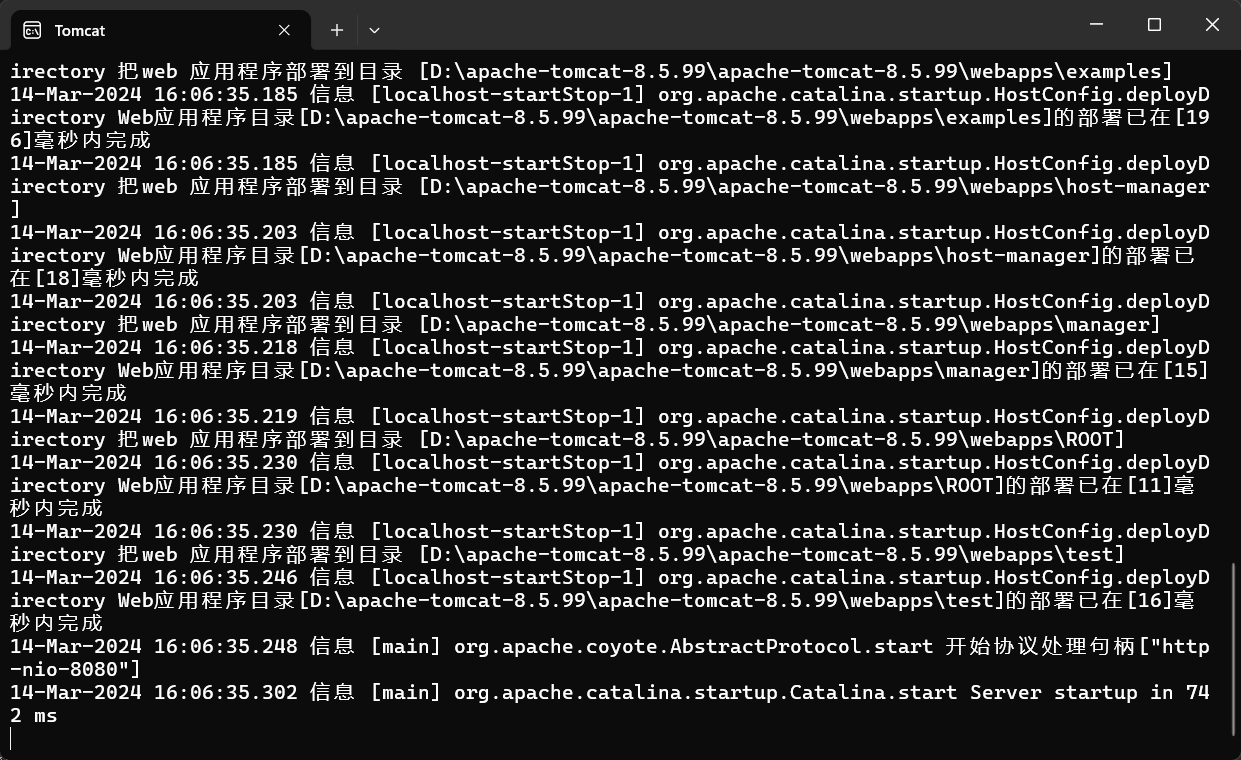 Tomcat
irectory 把web 应用程序部署到目录 [D:\apache-tomcat-8.5.99\apache-tomcat-8.5.99\webapps\examples]
14-Mar-2024 16:06:35.185 信息 [localhost-startStop-1] org.apache.catalina.startup.HostConfig.deployD
irectory Web应用程序目录[D:\apache-tomcat-8.5.99\apache-tomcat-8.5.99\webapps\examples]的部署已在[19
6]毫秒内完成
14-Mar-2024 16:06:35.185 信息 [localhost-startStop-1] org.apache.catalina.startup.HostConfig.deployD
irectory 把web 应用程序部署到目录 [D:\apache-tomcat-8.5.99\apache-tomcat-8.5.99\webapps\host-manager
]
14-Mar-2024 16:06:35.203 信息 [localhost-startStop-1] org.apache.catalina.startup.HostConfig.deployD
irectory Web应用程序目录[D:\apache-tomcat-8.5.99\apache-tomcat-8.5.99\webapps\host-manager]的部署已
在[18]毫秒内完成
14-Mar-2024 16:06:35.203 信息 [localhost-startStop-1] org.apache.catalina.startup.HostConfig.deployD
irectory 把web 应用程序部署到目录 [D:\apache-tomcat-8.5.99\apache-tomcat-8.5.99\webapps\manager]
14-Mar-2024 16:06:35.218 信息 [localhost-startStop-1] org.apache.catalina.startup.HostConfig.deployD
irectory Web应用程序目录[D:\apache-tomcat-8.5.99\apache-tomcat-8.5.99\webapps\manager]的部署已在[15]
毫秒内完成
14-Mar-2024 16:06:35.219 信息 [localhost-startStop-1] org.apache.catalina.startup.HostConfig.deployD
irectory 把web 应用程序部署到目录 [D:\apache-tomcat-8.5.99\apache-tomcat-8.5.99\webapps\ROOT]
14-Mar-2024 16:06:35.230 信息 [localhost-startStop-1] org.apache.catalina.startup.HostConfig.deployD
irectory Web应用程序目录[D:\apache-tomcat-8.5.99\apache-tomcat-8.5.99\webapps\ROOT]的部署已在[11]毫
秒内完成
14-Mar-2024 16:06:35.230 信息 [localhost-startStop-1] org.apache.catalina.startup.HostConfig.deployD
irectory 把web 应用程序部署到目录 [D:\apache-tomcat-8.5.99\apache-tomcat-8.5.99\webapps\test]
14-Mar-2024 16:06:35.246 信息 [localhost-startStop-1] org.apache.catalina.startup.HostConfig.deployD
irectory Web应用程序目录[D:\apache-tomcat-8.5.99\apache-tomcat-8.5.99\webapps\test]的部署已在[16]毫
秒内完成
14-Mar-2024 16:06:35.248 信息 [main] org.apache.coyote.AbstractProtocol.start 开始协议处理句柄["http
-nio-8080"]
14-Mar-2024 16:06:35.302 信息 [main] org.apache.catalina.startup.Catalina.start Server startup in 74
2 ms